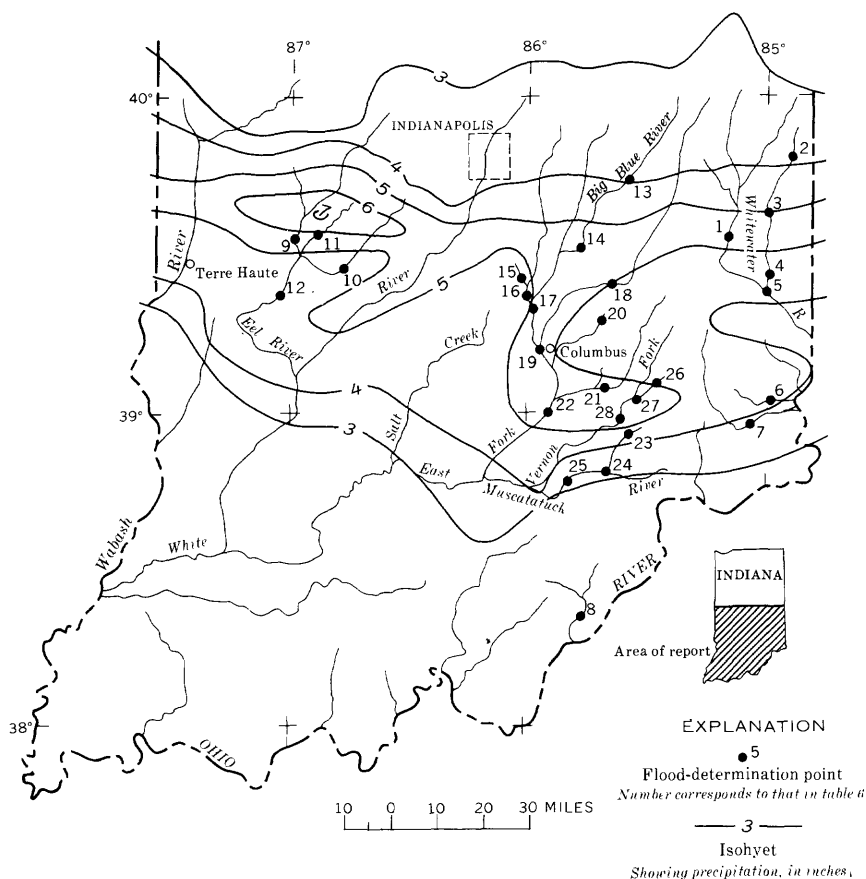 87°
86°
85°
40°
3
INDIANAPOLIS
4
5
6
7
2
Big Blue River
13
3
Whitewater
R
1
9
11
14
4
5
River
Terre Haute
10
River
5
15
16
17
18
12
20
Eel River
Creek
19
Columbus
Fork
4
26
21
27
6
39°
22
28
7
3
Salt
Fork
Vernon
23
East
25
24
Muscatatuck
River
Wabash
White
RIVER
INDIANA
8
Area of report
38°
OHIO
EXPLANATION
5
Flood-determination point
Number corresponds to that in table 6
10 0 10 20 30 MILES
3
Isohyet
Showing precipitation, in inches